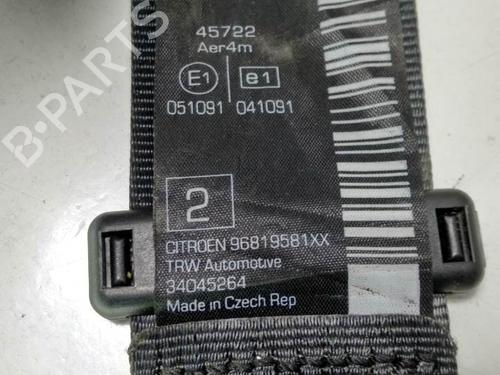 B-PARTS
45722
Aer4m
E1 e1
051091 041091
2
CITROEN 96819581XX
TRW Automotive
34045264
Made in Czech Rep